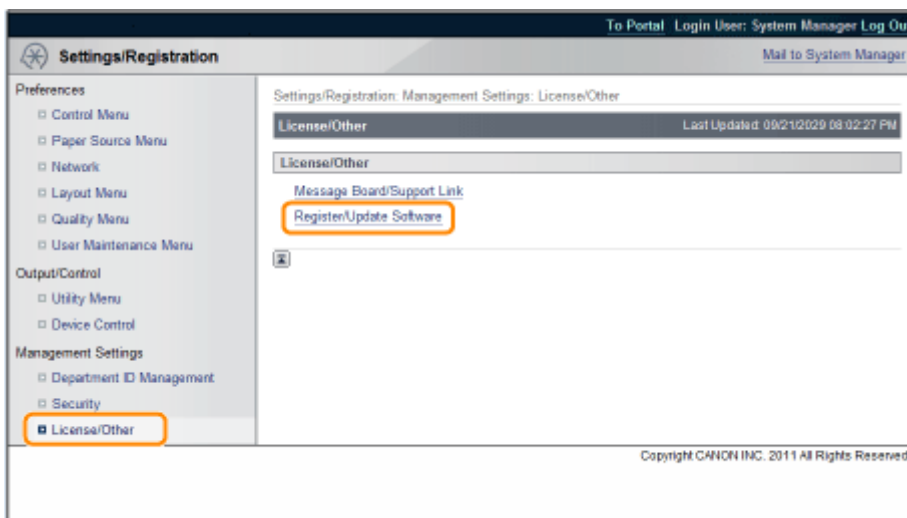 To Portal Login User: System Manager Log Ou
Settings/Registration
Mail to System Manager
Preferences
Control Menu
Paper Source Menu
Network
Layout Menu
Quality Menu
User Maintenance Menu
Output/Control
Utility Menu
Device Control
Management Settings
Department ID Management
Security
License/Other
Settings/Registration: Management Settings: License/Other
License/Other Last Updated: 09/21/2029 08:02:27 PM
License/Other
Message Board/Support Link
Register/Update Software
Copyright CANON INC. 2011 All Rights Reserved